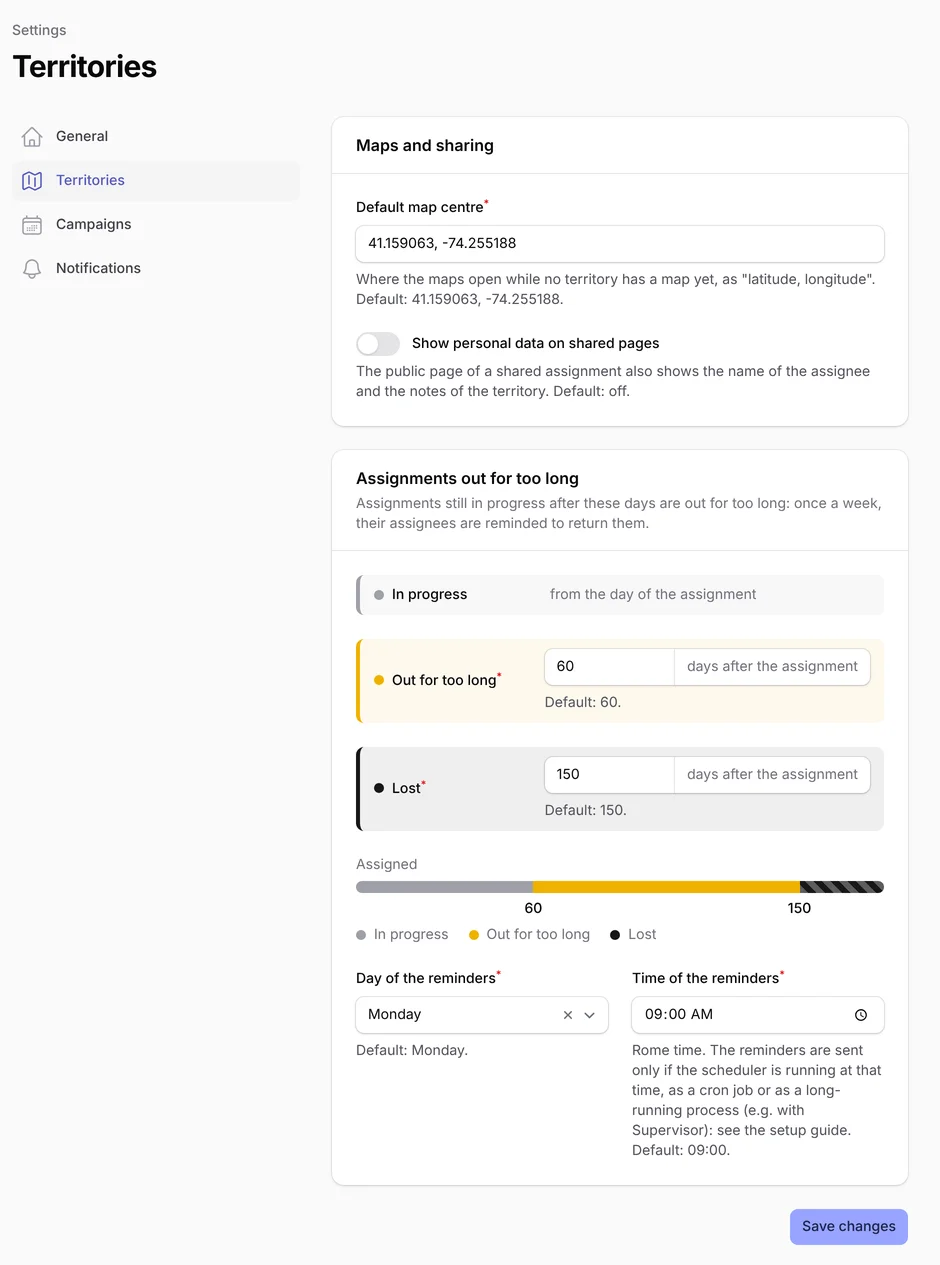 Settings
Territories
General
Territories
Campaigns
Notifications
Maps and sharing
Default map centre*
41.159063, -74.255188
Where the maps open while no territory has a map yet, as "latitude, longitude".
Default: 41.159063, -74.255188.
Show personal data on shared pages
The public page of a shared assignment also shows the name of the assignee
and the notes of the territory. Default: off.
Assignments out for too long
Assignments still in progress after these days are out for too long: once a week,
their assignees are reminded to return them.
In progress from the day of the assignment
Out for too long* 60 days after the assignment
Default: 60.
Lost* 150 days after the assignment
Default: 150.
Assigned
60 150
In progress Out for too long Lost
Day of the reminders*
Monday
Default: Monday.
Time of the reminders*
09:00 AM
Rome time. The reminders are sent
only if the scheduler is running at that
time, as a cron job or as a long-
running process (e.g. with
Supervisor): see the setup guide.
Default: 09:00.
Save changes